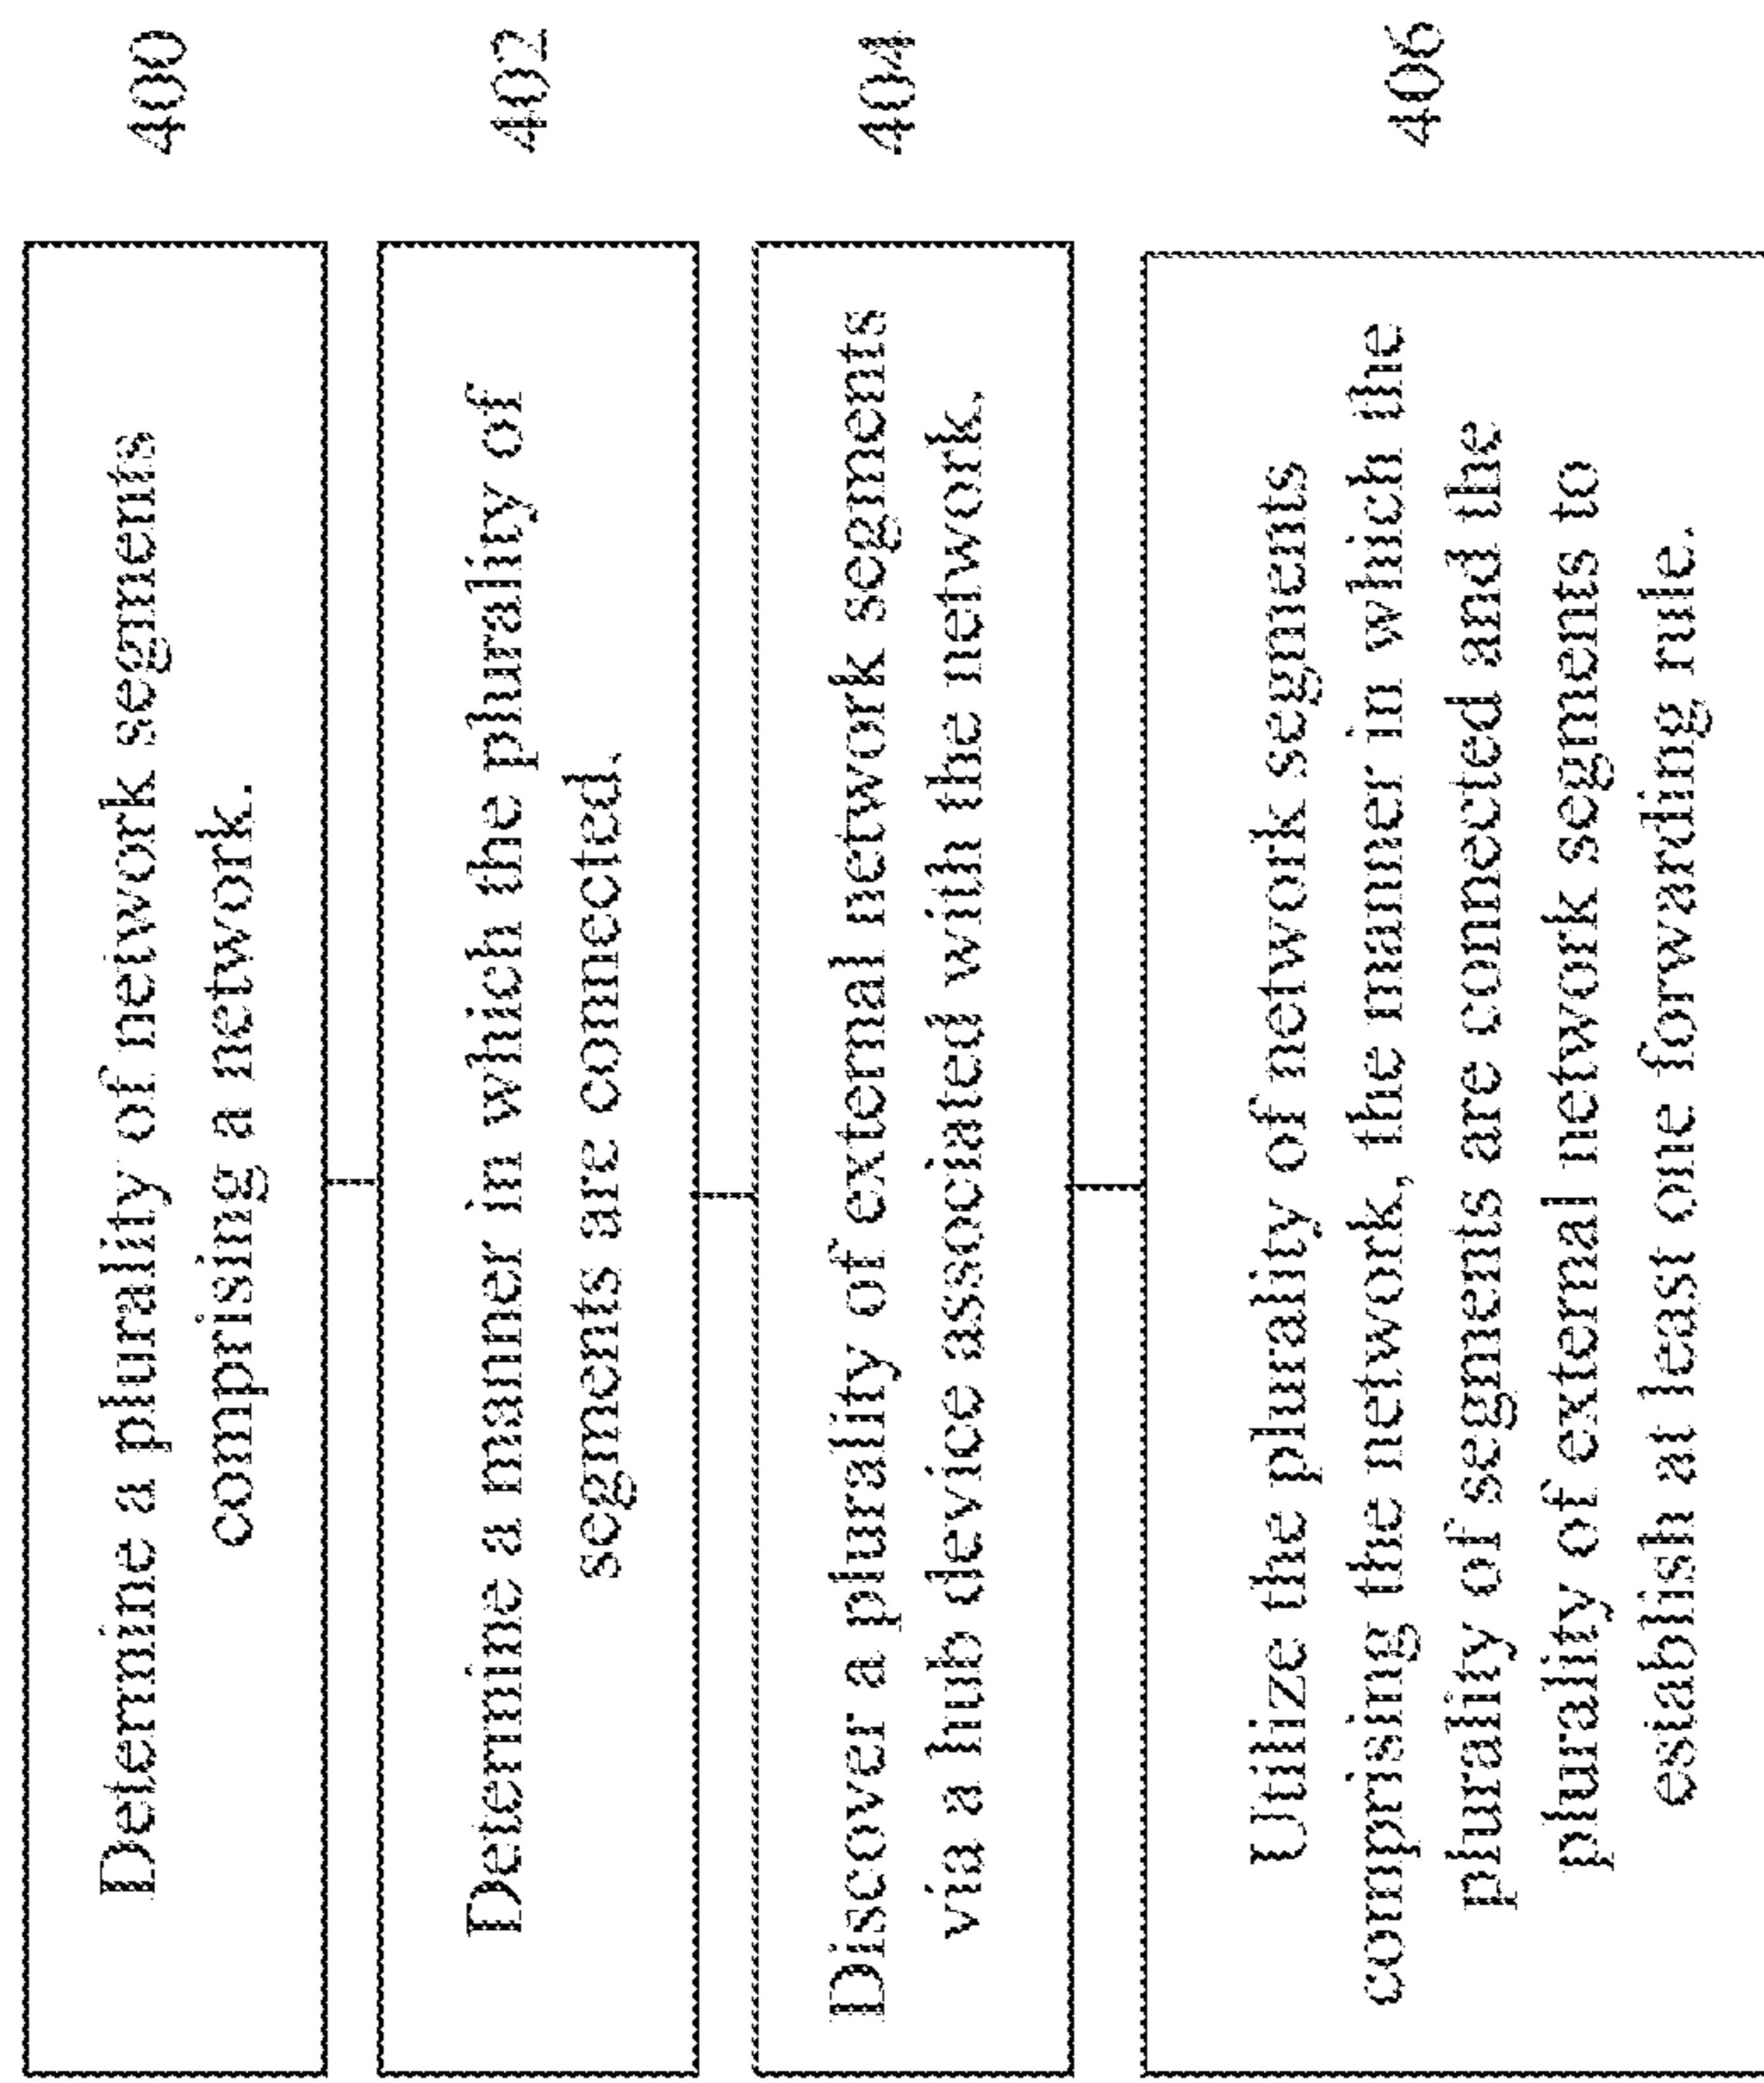 Determine a plurality of network segments
comprising a network.
400
Determine a manner in which the plurality of
segments are connected.
402
Discover a plurality of external network segments
via a hub device associated with the network.
404
Utilize the plurality of network segments
comprising the network, the manner in which the
plurality of segments are connected and the
plurality of external network segments to
establish at least one forwarding rule.
406